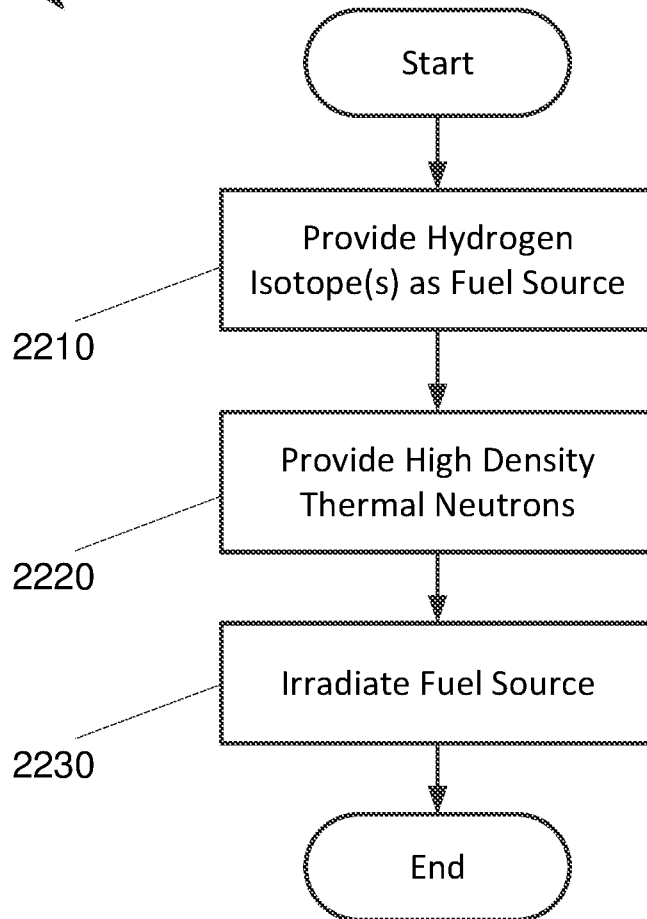 Start
Provide Hydrogen
Isotope(s) as Fuel Source
2210
Provide High Density
Thermal Neutrons
2220
Irradiate Fuel Source
2230
End